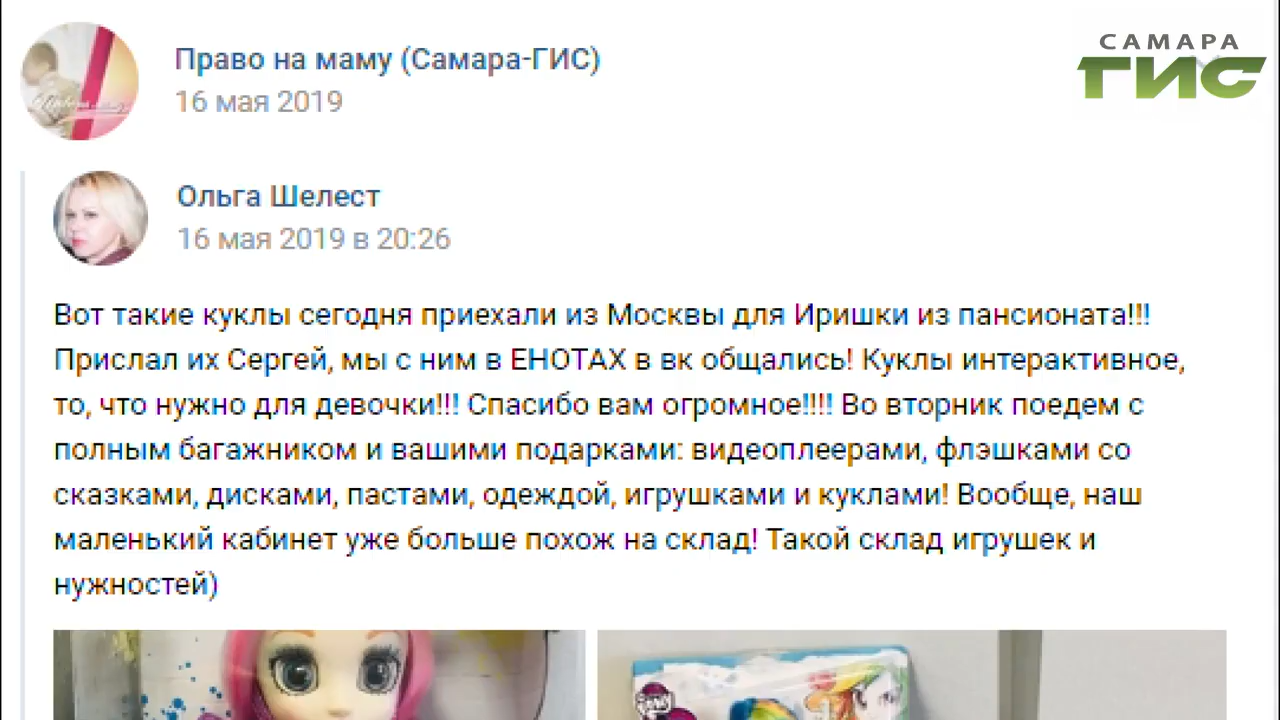 Право на маму (Самара-ГИС)
16 мая 2019
САМАРА
ГИС
Ольга Шелест
16 мая 2019 в 20:26
Вот такие куклы сегодня приехали из Москвы для Иришки из пансионата!!!
Прислал их Сергей, мы с ним в ЕНОТАХ в вк общались! Куклы интерактивное,
то, что нужно для девочки!!! Спасибо вам огромное!!!! Во вторник поедем с
полным багажником и вашими подарками: видеоплеерами, флэшками со
сказками, дисками, пастами, одеждой, игрушками и куклами! Вообще, наш
маленький кабинет уже больше похож на склад! Такой склад игрушек и
нужностей)